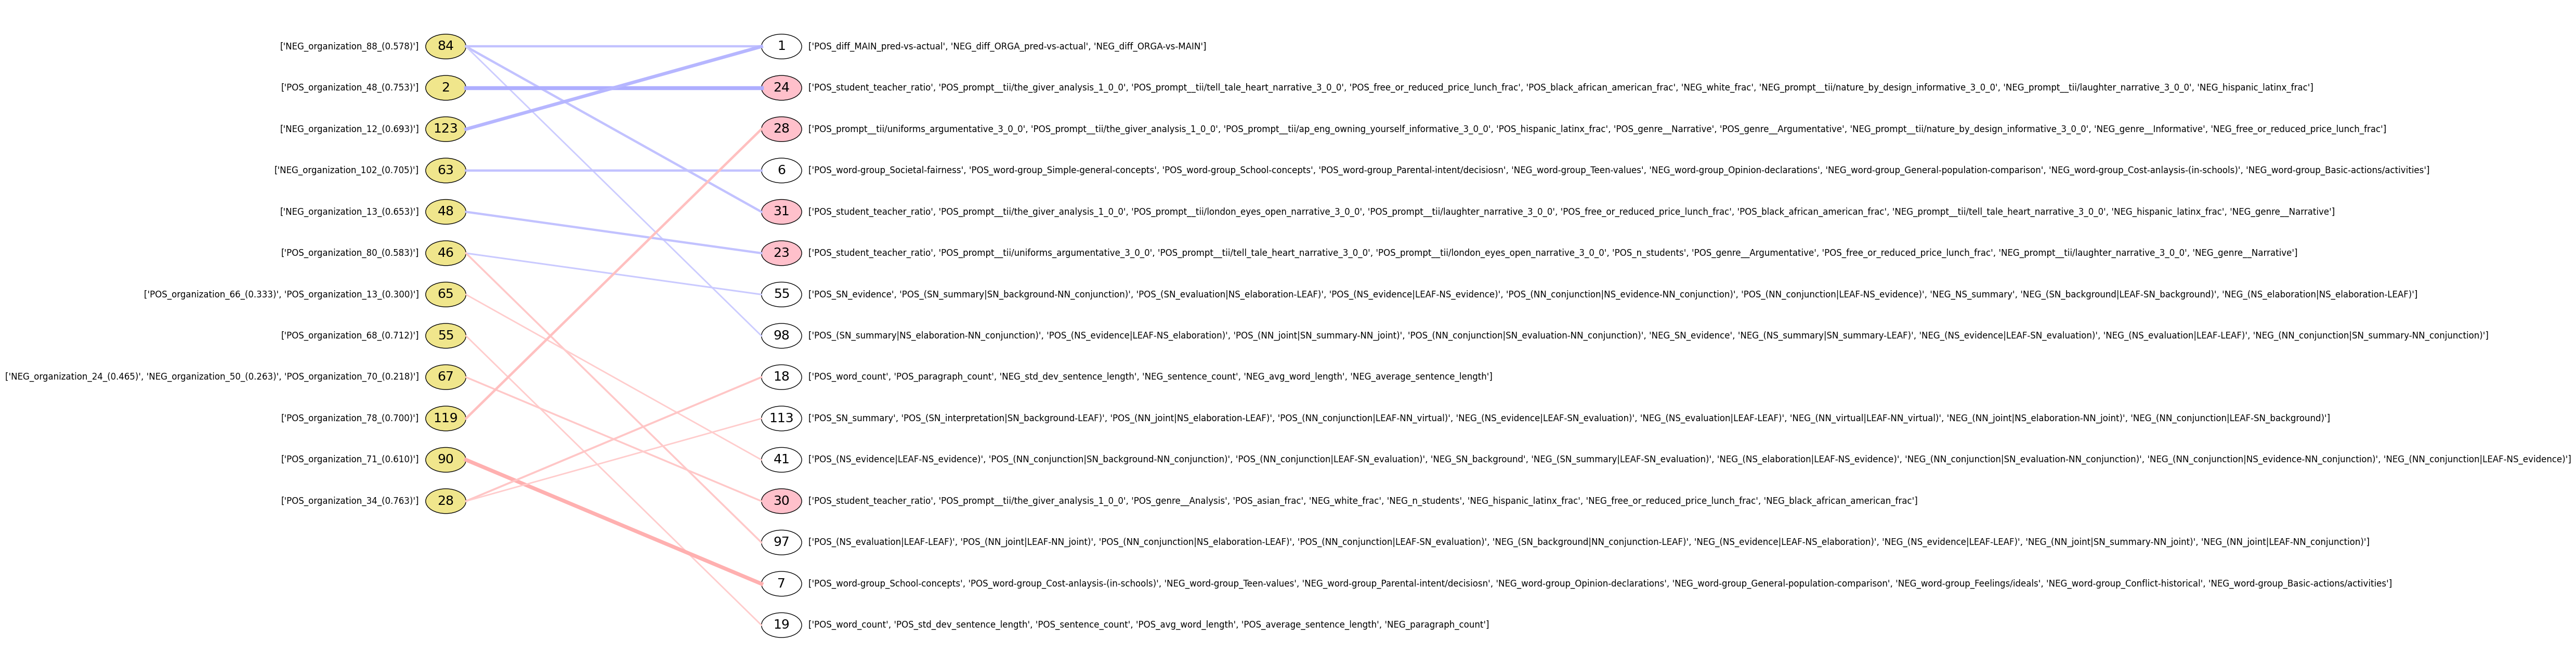 ['NEG_organization_88_(0.578)'] 84 1 ['POS_diff_MAIN_pred-vs-actual', 'NEG_diff_ORGA_pred-vs-actual', 'NEG_diff_ORGA-vs-MAIN']
['POS_organization_48_(0.753)'] 2 24 ['POS_student_teacher_ratio', 'POS_prompt__tii/the_giver_analysis_1_0_0', 'POS_prompt__tii/tell_tale_heart_narrative_3_0_0', 'POS_free_or_reduced_price_lunch_frac', 'POS_black_african_american_frac', 'NEG_white_frac', 'NEG_prompt__tii/nature_by_design_informative_3_0_0', 'NEG_prompt__tii/laughter_narrative_3_0_0', 'NEG_hispanic_latinx_frac']
['NEG_organization_12_(0.693)'] 123 28 ['POS_prompt__tii/uniforms_argumentative_3_0_0', 'POS_prompt__tii/the_giver_analysis_1_0_0', 'POS_prompt__tii/ap_eng_owning_yourself_informative_3_0_0', 'POS_hispanic_latinx_frac', 'POS_genre__Narrative', 'POS_genre__Argumentative', 'NEG_prompt__tii/nature_by_design_informative_3_0_0', 'NEG_genre__Informative', 'NEG_free_or_reduced_price_lunch_frac']
['NEG_organization_102_(0.705)'] 63 6 ['POS_word-group_Societal-fairness', 'POS_word-group_Simple-general-concepts', 'POS_word-group_School-concepts', 'POS_word-group_Parental-intent/decisiosn', 'NEG_word-group_Teen-values', 'NEG_word-group_Opinion-declarations', 'NEG_word-group_General-population-comparison', 'NEG_word-group_Cost-anlaysis-(in-schools)', 'NEG_word-group_Basic-actions/activities']
['NEG_organization_13_(0.653)'] 48 31 ['POS_student_teacher_ratio', 'POS_prompt__tii/the_giver_analysis_1_0_0', 'POS_prompt__tii/london_eyes_open_narrative_3_0_0', 'POS_prompt__tii/laughter_narrative_3_0_0', 'POS_free_or_reduced_price_lunch_frac', 'POS_black_african_american_frac', 'NEG_prompt__tii/tell_tale_heart_narrative_3_0_0', 'NEG_hispanic_latinx_frac', 'NEG_genre__Narrative']
['POS_organization_80_(0.583)'] 46 23 ['POS_student_teacher_ratio', 'POS_prompt__tii/uniforms_argumentative_3_0_0', 'POS_prompt__tii/tell_tale_heart_narrative_3_0_0', 'POS_prompt__tii/london_eyes_open_narrative_3_0_0', 'POS_n_students', 'POS_genre__Argumentative', 'POS_free_or_reduced_price_lunch_frac', 'NEG_prompt__tii/laughter_narrative_3_0_0', 'NEG_genre__Narrative']
['POS_organization_66_(0.333)', 'POS_organization_13_(0.300)'] 65 55 ['POS_SN_evidence', 'POS_(SN_summary|SN_background-NN_conjunction)', 'POS_(SN_evaluation|NS_elaboration-LEAF)', 'POS_(NS_evidence|LEAF-NS_evidence)', 'POS_(NN_conjunction|NS_evidence-NN_conjunction)', 'POS_(NN_conjunction|LEAF-NS_evidence)', 'NEG_NS_summary', 'NEG_(SN_background|LEAF-SN_background)', 'NEG_(NS_elaboration|NS_elaboration-LEAF)']
['POS_organization_68_(0.712)'] 55 98 ['POS_(SN_summary|NS_elaboration-NN_conjunction)', 'POS_(NS_evidence|LEAF-NS_elaboration)', 'POS_(NN_joint|SN_summary-NN_joint)', 'POS_(NN_conjunction|SN_evaluation-NN_conjunction)', 'NEG_SN_evidence', 'NEG_(NS_summary|SN_summary-LEAF)', 'NEG_(NS_evidence|LEAF-SN_evaluation)', 'NEG_(NS_evaluation|LEAF-LEAF)', 'NEG_(NN_conjunction|SN_summary-NN_conjunction)']
['NEG_organization_24_(0.465)', 'NEG_organization_50_(0.263)', 'POS_organization_70_(0.218)'] 67 18 ['POS_word_count', 'POS_paragraph_count', 'NEG_std_dev_sentence_length', 'NEG_sentence_count', 'NEG_avg_word_length', 'NEG_average_sentence_length']
['POS_organization_78_(0.700)'] 119 113 ['POS_SN_summary', 'POS_(SN_interpretation|SN_background-LEAF)', 'POS_(NN_joint|NS_elaboration-LEAF)', 'POS_(NN_conjunction|LEAF-NN_virtual)', 'NEG_(NS_evidence|LEAF-SN_evaluation)', 'NEG_(NS_evaluation|LEAF-LEAF)', 'NEG_(NN_virtual|LEAF-NN_virtual)', 'NEG_(NN_joint|NS_elaboration-NN_joint)', 'NEG_(NN_conjunction|LEAF-SN_background)']
['POS_organization_71_(0.610)'] 90 41 ['POS_(NS_evidence|LEAF-NS_evidence)', 'POS_(NN_conjunction|SN_background-NN_conjunction)', 'POS_(NN_conjunction|LEAF-SN_evaluation)', 'NEG_SN_background', 'NEG_(SN_summary|LEAF-SN_evaluation)', 'NEG_(NS_elaboration|LEAF-NS_evidence)', 'NEG_(NN_conjunction|SN_evaluation-NN_conjunction)', 'NEG_(NN_conjunction|NS_evidence-NN_conjunction)', 'NEG_(NN_conjunction|LEAF-NS_evidence)']
['POS_organization_34_(0.763)'] 28 30 ['POS_student_teacher_ratio', 'POS_prompt__tii/the_giver_analysis_1_0_0', 'POS_genre__Analysis', 'POS_asian_frac', 'NEG_white_frac', 'NEG_n_students', 'NEG_hispanic_latinx_frac', 'NEG_free_or_reduced_price_lunch_frac', 'NEG_black_african_american_frac']
97 ['POS_(NS_evaluation|LEAF-LEAF)', 'POS_(NN_joint|LEAF-NN_joint)', 'POS_(NN_conjunction|NS_elaboration-LEAF)', 'POS_(NN_conjunction|LEAF-SN_evaluation)', 'NEG_(SN_background|NN_conjunction-LEAF)', 'NEG_(NS_evidence|LEAF-NS_elaboration)', 'NEG_(NS_evidence|LEAF-LEAF)', 'NEG_(NN_joint|SN_summary-NN_joint)', 'NEG_(NN_joint|LEAF-NN_conjunction)']
7 ['POS_word-group_School-concepts', 'POS_word-group_Cost-anlaysis-(in-schools)', 'NEG_word-group_Teen-values', 'NEG_word-group_Parental-intent/decisiosn', 'NEG_word-group_Opinion-declarations', 'NEG_word-group_General-population-comparison', 'NEG_word-group_Feelings/ideals', 'NEG_word-group_Conflict-historical', 'NEG_word-group_Basic-actions/activities']
19 ['POS_word_count', 'POS_std_dev_sentence_length', 'POS_sentence_count', 'POS_avg_word_length', 'POS_average_sentence_length', 'NEG_paragraph_count']